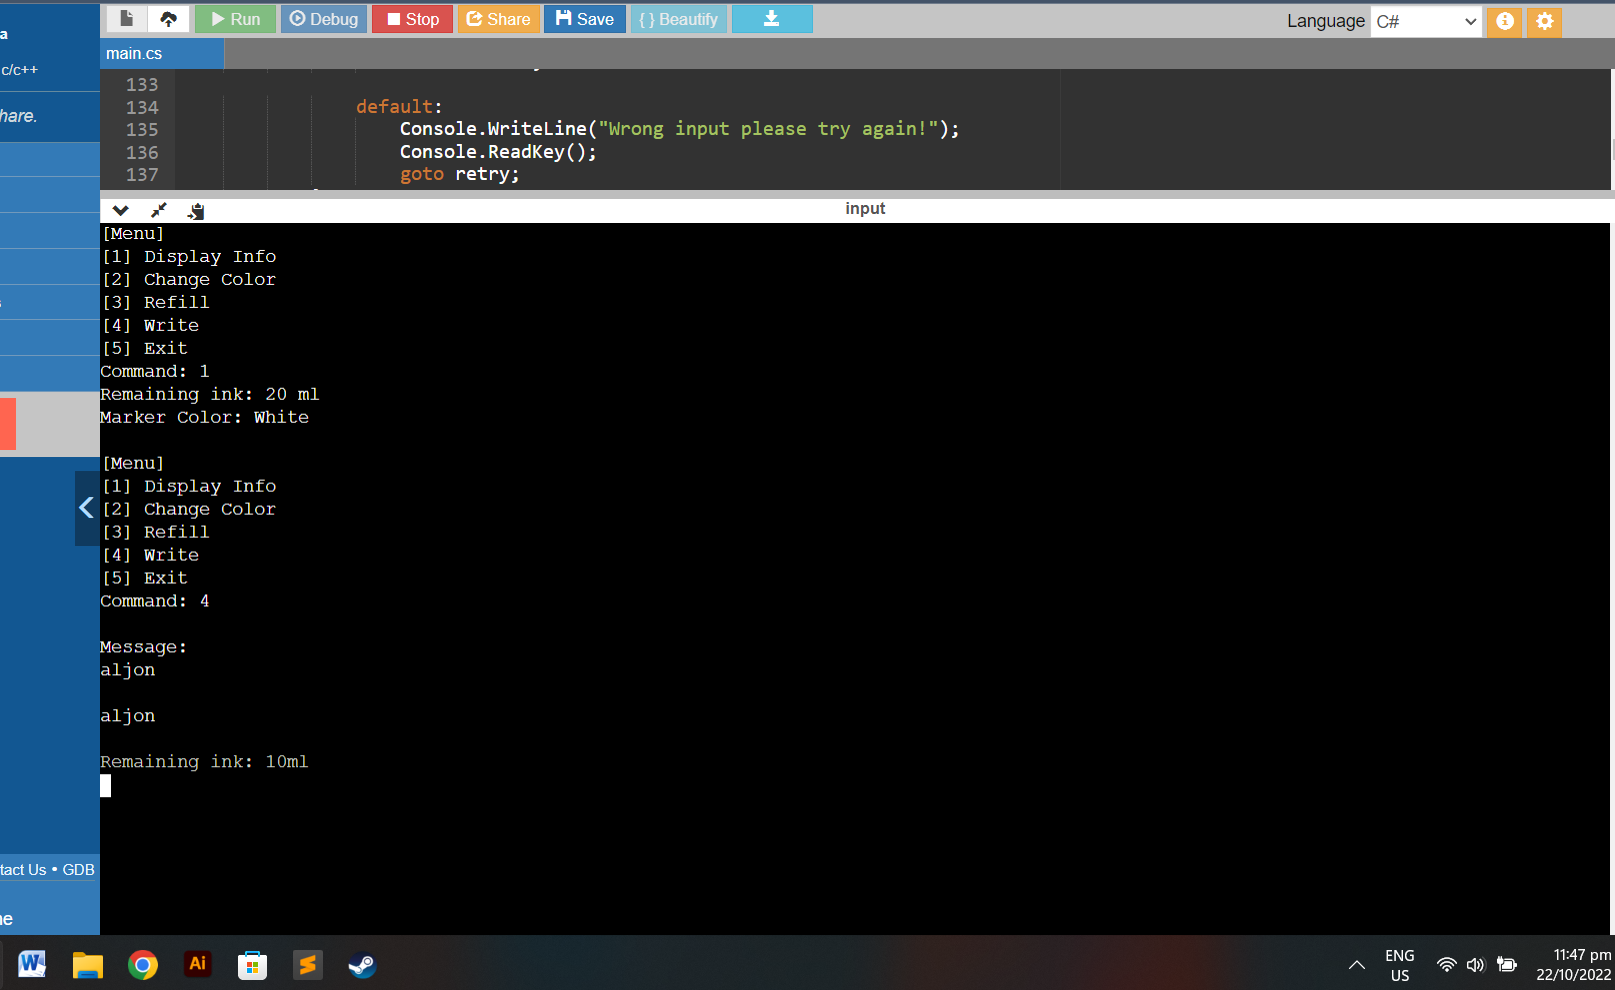 a
c/c++
hare.
Run Debug Stop Share Save { } Beautify
Language C#
main.cs
133
134 default:
135 Console.WriteLine("Wrong input please try again!");
136 Console.ReadKey();
137 goto retry;
input
[Menu]
[1] Display Info
[2] Change Color
[3] Refill
[4] Write
[5] Exit
Command: 1
Remaining ink: 20 ml
Marker Color: White
[Menu]
[1] Display Info
[2] Change Color
[3] Refill
[4] Write
[5] Exit
Command: 4
Message:
aljon
aljon
Remaining ink: 10ml
tact Us • GDB
ne
W Ai S
ENG
US
11:47 pm
22/10/2022